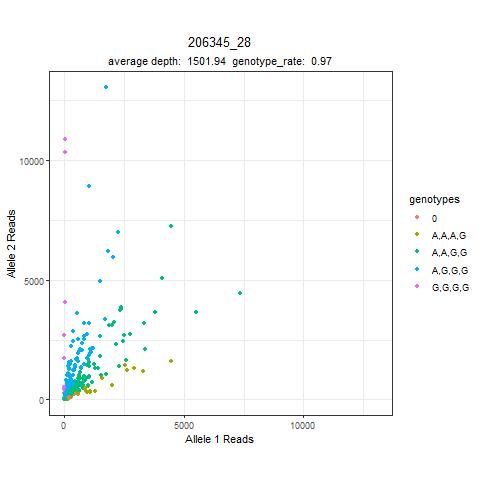 206345_28
average depth: 1501.94 genotype_rate: 0.97
Allele 2 Reads
10000
5000
0
0
5000
10000
Allele 1 Reads
genotypes
0
A,A,A,G
A,A,G,G
A,G,G,G
G,G,G,G